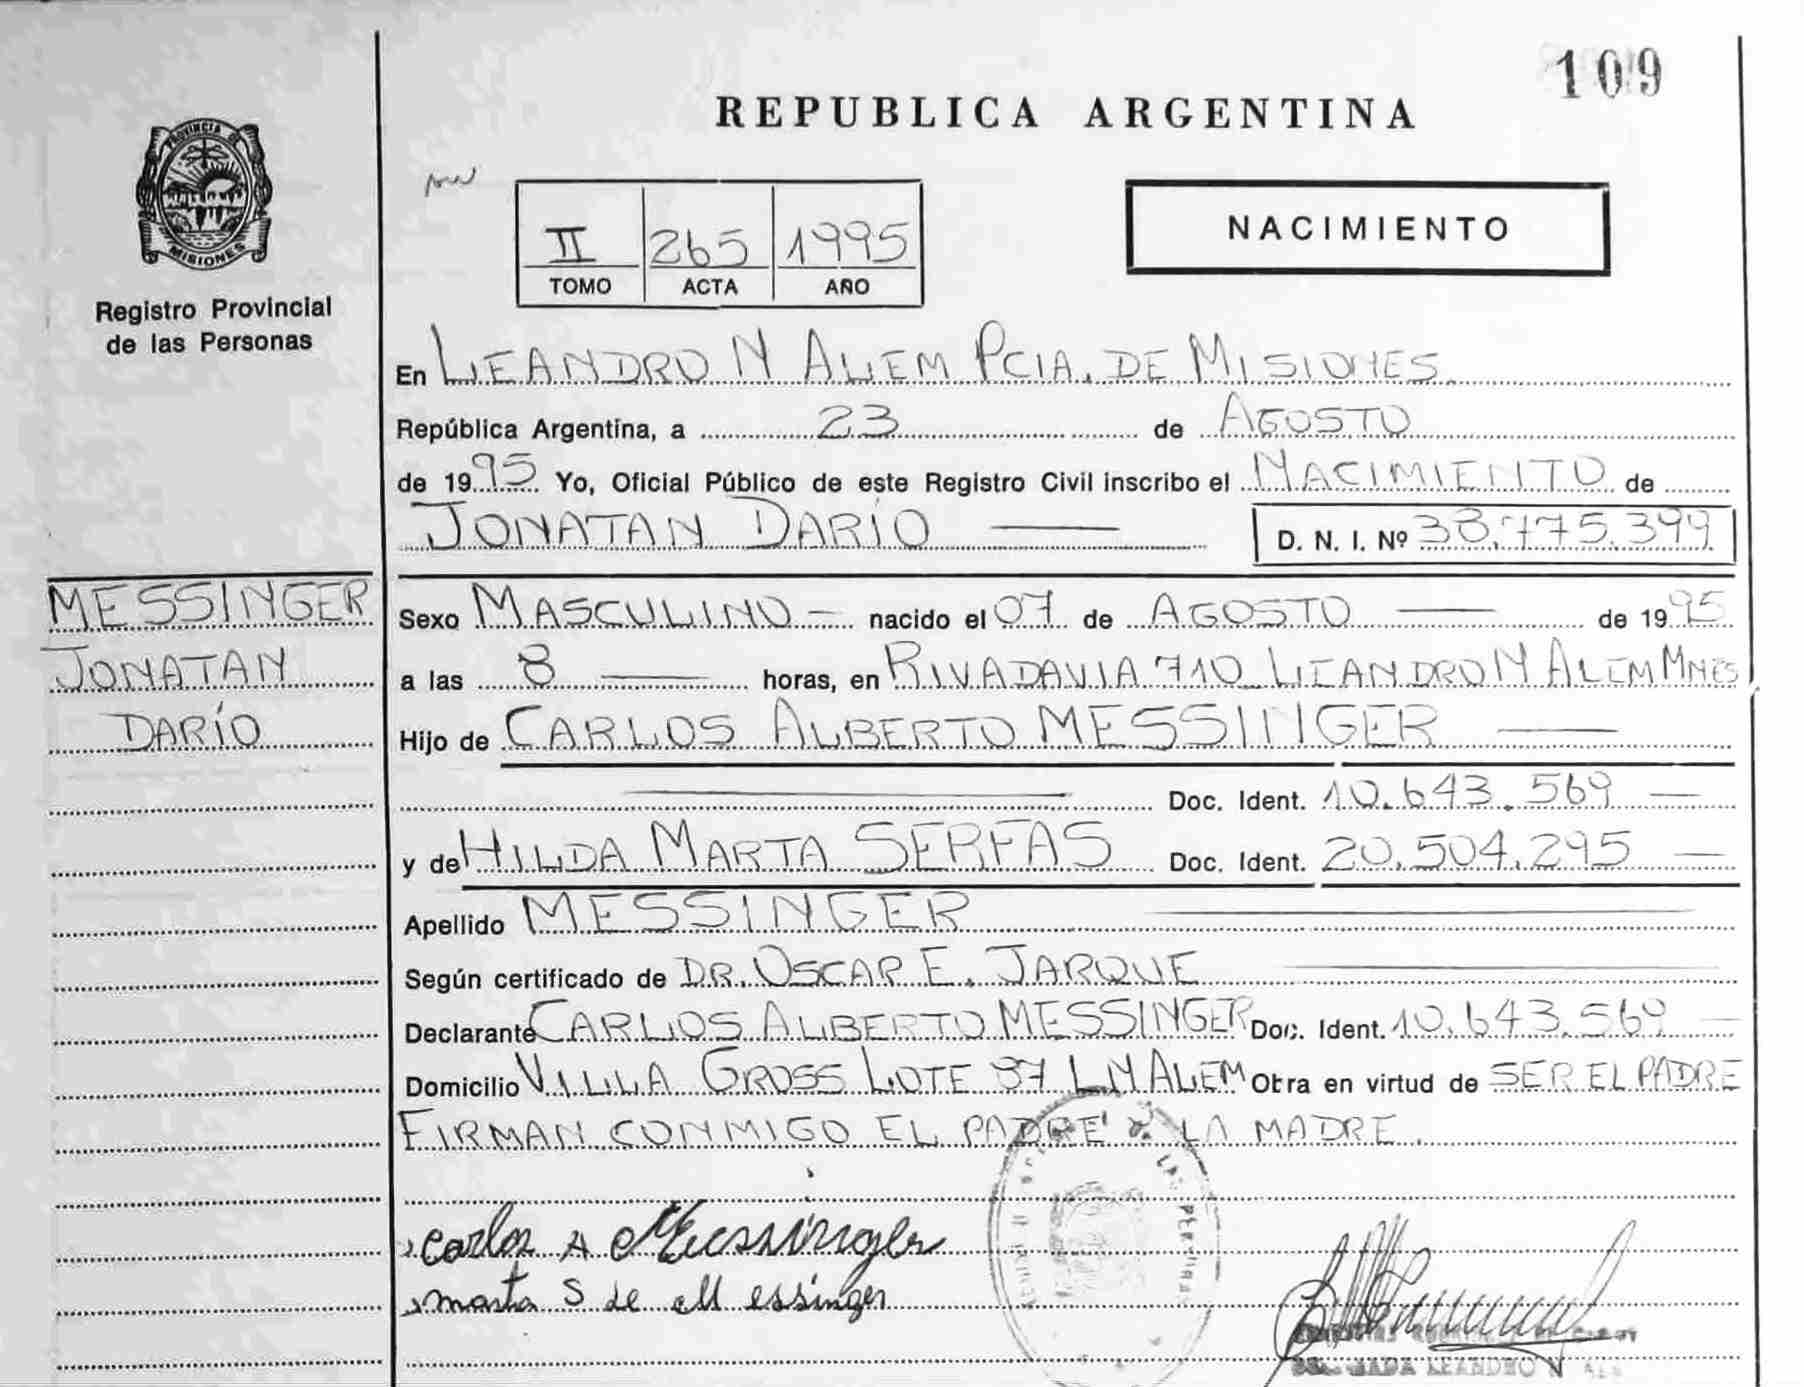 109
REPUBLICA ARGENTINA
PROVINCIA DE
MISIONES
Registro Provincial
de las Personas
II 265 1995
TOMO ACTA AÑO
NACIMIENTO
En LEANDRO N ALEM PCIA. DE MISIONES
República Argentina, a 23 de AGOSTO
de 1995 Yo, Oficial Público de este Registro Civil inscribo el NACIMIENTO de
JONATAN DARÍO D. N. I. Nº 38.775.399
MESSINGER
JONATAN
DARÍO
Sexo MASCULINO - nacido el 07 de AGOSTO de 1995
a las 8 horas, en RIVADAVIA 710 LEANDRO N ALEM MNES
Hijo de CARLOS ALBERTO MESSINGER
Doc. Ident. 10.643.569
y de HILDA MARTA SERFAS Doc. Ident. 20.504.295
Apellido MESSINGER
Según certificado de DR. OSCAR E. JARQUE
Declarante CARLOS ALBERTO MESSINGER Doc. Ident. 10.643.569
Domicilio VILLA GROSS LOTE 37 L N ALEM Obra en virtud de SER EL PADRE
FIRMAN CONMIGO EL PADRE Y LA MADRE.
Carlos A Messinger
marta S de Messinger
LEANDRO N